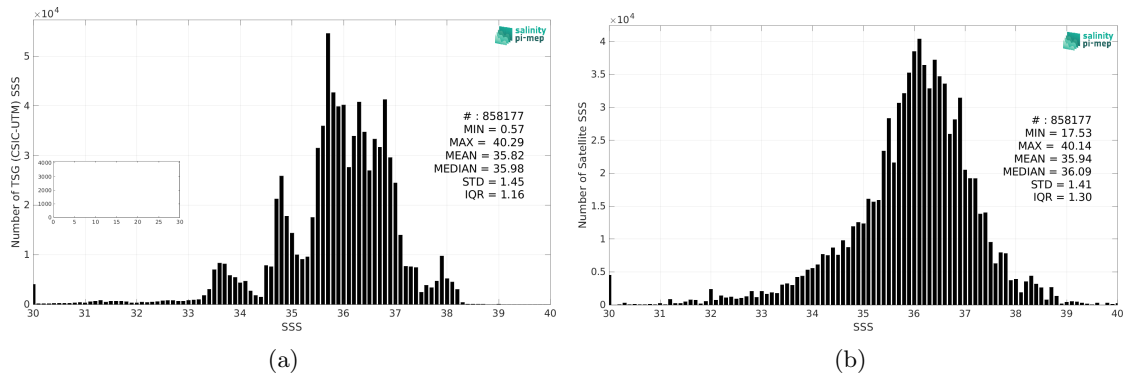 ×10⁴
5
4
3
2
1
0
Number of TSG (CSIC-UTM) SSS
salinity
pi-mep
# : 858177
MIN = 0.57
MAX = 40.29
MEAN = 35.82
MEDIAN = 35.98
STD = 1.45
IQR = 1.16
4000
3000
2000
1000
0
0 5 10 15 20 25 30
30 31 32 33 34 35 36 37 38 39 40
SSS
(a)
×10⁴
4
3.5
3
2.5
2
1.5
1
0.5
0
Number of Satellite SSS
salinity
pi-mep
# : 858177
MIN = 17.53
MAX = 40.14
MEAN = 35.94
MEDIAN = 36.09
STD = 1.41
IQR = 1.30
30 31 32 33 34 35 36 37 38 39 40
SSS
(b)